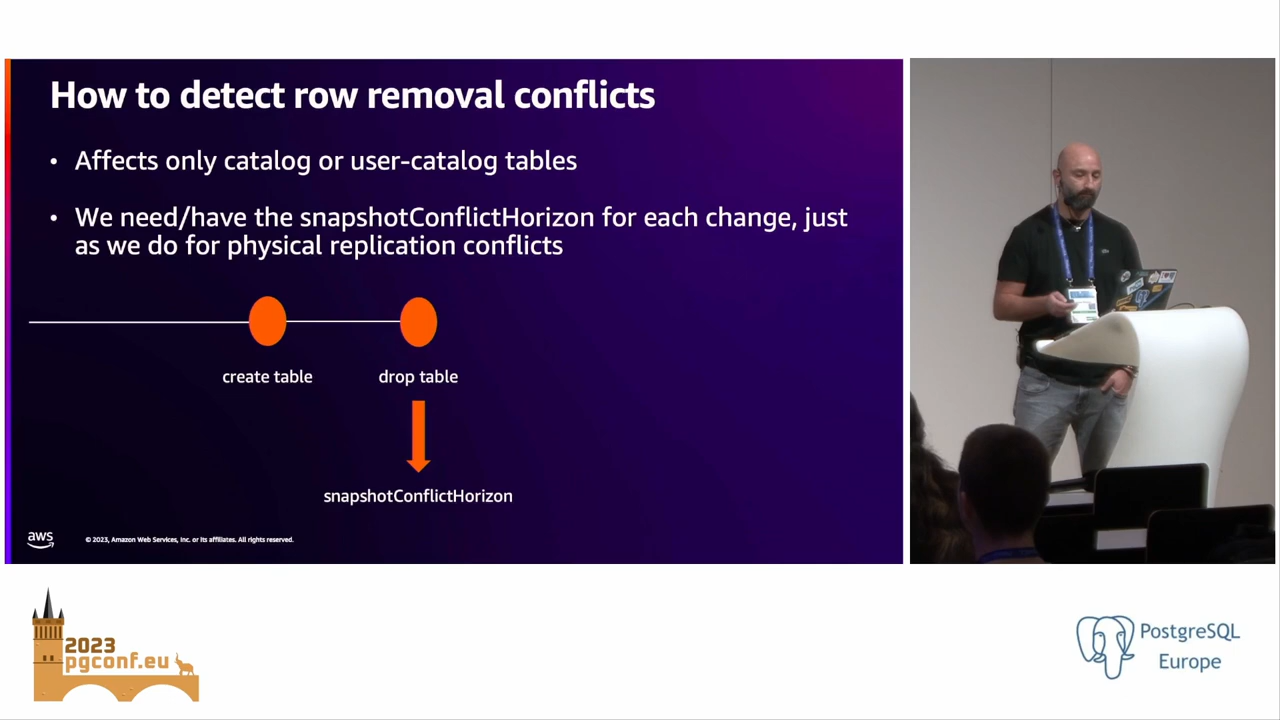 How to detect row removal conflicts
• Affects only catalog or user-catalog tables
• We need/have the snapshotConflictHorizon for each change, just
as we do for physical replication conflicts
create table
drop table
snapshotConflictHorizon
aws
© 2023, Amazon Web Services, Inc. or its affiliates. All rights reserved.
2023
pgconf.eu
PostgreSQL
Europe